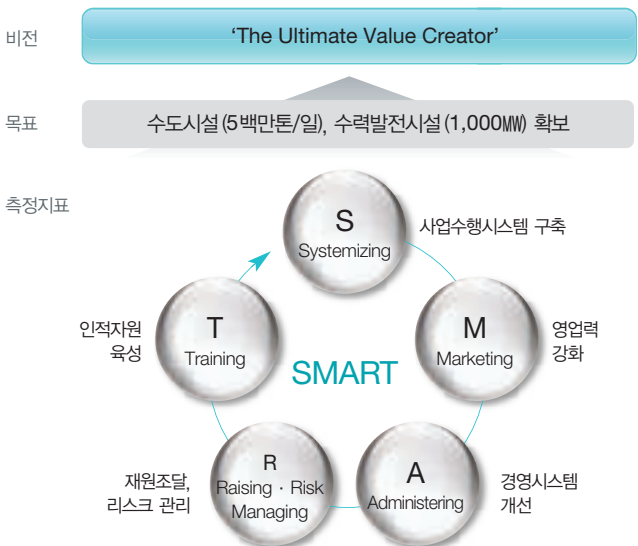 비전
‘The Ultimate Value Creator’
목표
수도시설(5백만톤/일), 수력발전시설(1,000㎿) 확보
측정지표
S
Systemizing
사업수행시스템 구축
M
Marketing
영업력
강화
A
Administering
경영시스템
개선
R
Raising · Risk
Managing
재원조달,
리스크 관리
T
Training
인적자원
육성
SMART